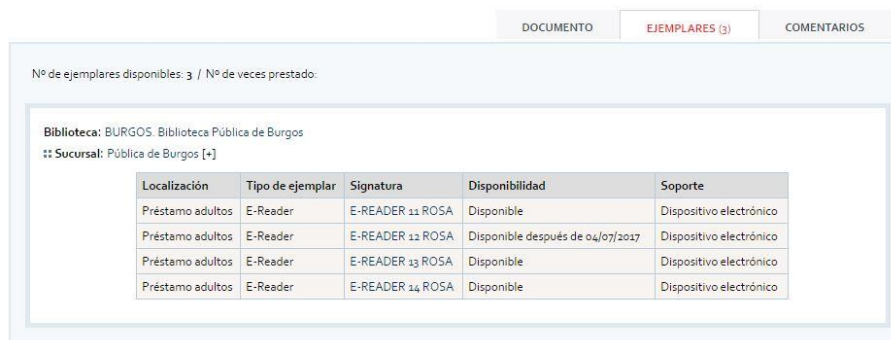 DOCUMENTO EJEMPLARES (3) COMENTARIOS
Nº de ejemplares disponibles: 3 / Nº de veces prestado:
Biblioteca: BURGOS. Biblioteca Pública de Burgos
Sucursal: Pública de Burgos [+]
Localización Tipo de ejemplar Signatura Disponibilidad Soporte
Préstamo adultos E-Reader E-READER 11 ROSA Disponible Dispositivo electrónico
Préstamo adultos E-Reader E-READER 12 ROSA Disponible después de 04/07/2017 Dispositivo electrónico
Préstamo adultos E-Reader E-READER 13 ROSA Disponible Dispositivo electrónico
Préstamo adultos E-Reader E-READER 14 ROSA Disponible Dispositivo electrónico